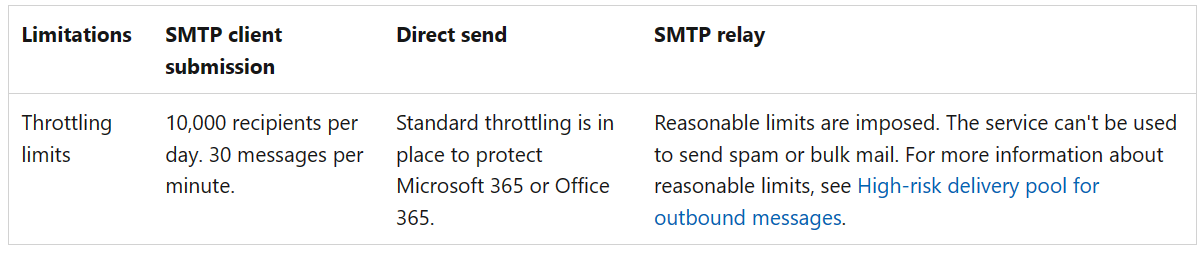 Limitations
SMTP client
submission
Direct send
SMTP relay
Throttling
limits
10,000 recipients per
day. 30 messages per
minute.
Standard throttling is in
place to protect
Microsoft 365 or Office
365.
Reasonable limits are imposed. The service can't be used
to send spam or bulk mail. For more information about
reasonable limits, see High-risk delivery pool for
outbound messages.